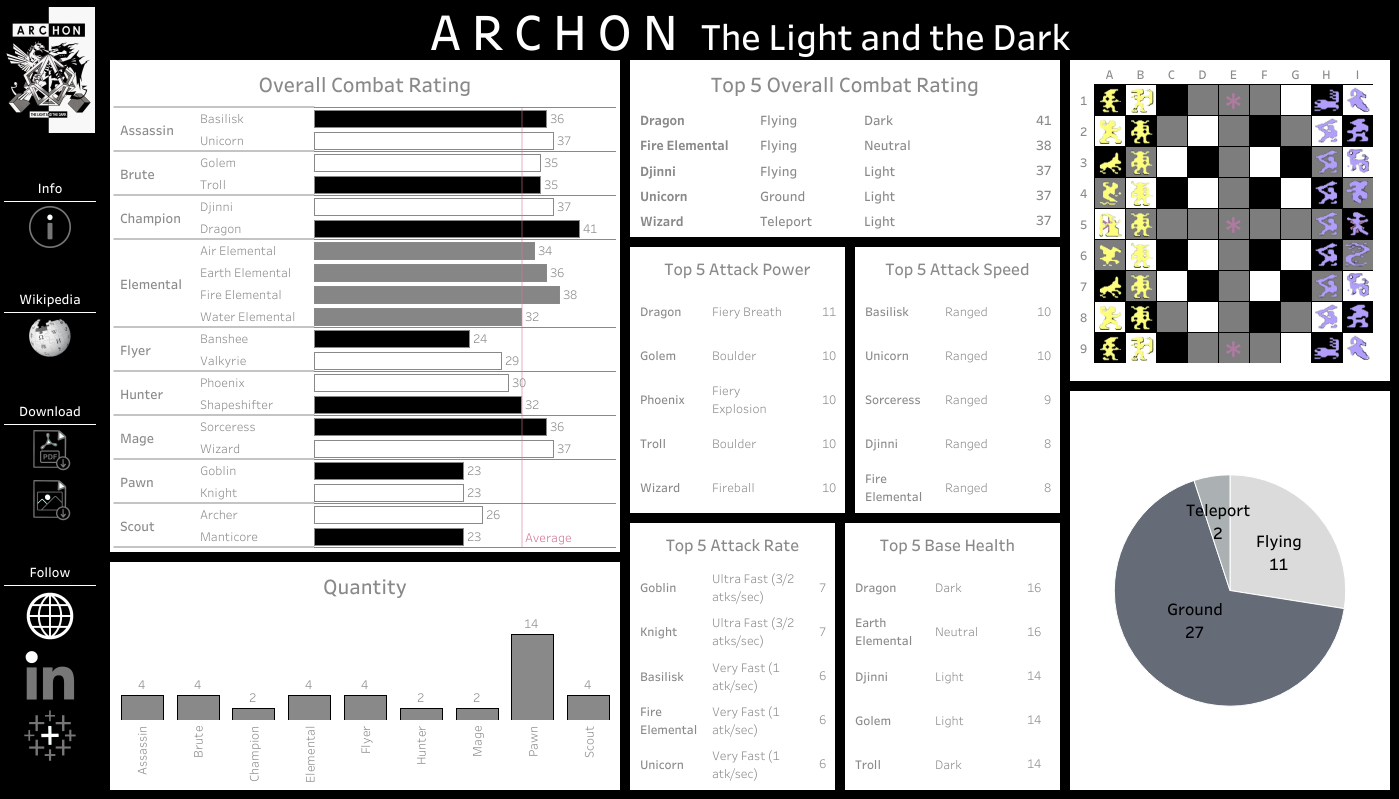 ARCHON The Light and the Dark
ARCHON
THE LIGHT AND THE DARK
Info
Wikipedia
Download
PDF
Follow
in
Overall Combat Rating
Assassin
Basilisk 36
Unicorn 37
Brute
Golem 35
Troll 35
Champion
Djinni 37
Dragon 41
Elemental
Air Elemental 34
Earth Elemental 36
Fire Elemental 38
Water Elemental 32
Flyer
Banshee 24
Valkyrie 29
Hunter
Phoenix 30
Shapeshifter 32
Mage
Sorceress 36
Wizard 37
Pawn
Goblin 23
Knight 23
Scout
Archer 26
Manticore 23
Average
Quantity
4 4 2 4 4 2 2 14 4
Assassin
Brute
Champion
Elemental
Flyer
Hunter
Mage
Pawn
Scout
Top 5 Overall Combat Rating
Dragon Flying Dark 41
Fire Elemental Flying Neutral 38
Djinni Flying Light 37
Unicorn Ground Light 37
Wizard Teleport Light 37
Top 5 Attack Power
Dragon Fiery Breath 11
Golem Boulder 10
Phoenix Fiery Explosion 10
Troll Boulder 10
Wizard Fireball 10
Top 5 Attack Speed
Basilisk Ranged 10
Unicorn Ranged 10
Sorceress Ranged 9
Djinni Ranged 8
Fire Elemental Ranged 8
Top 5 Attack Rate
Goblin Ultra Fast (3/2 atks/sec) 7
Knight Ultra Fast (3/2 atks/sec) 7
Basilisk Very Fast (1 atk/sec) 6
Fire Elemental Very Fast (1 atk/sec) 6
Unicorn Very Fast (1 atk/sec) 6
Top 5 Base Health
Dragon Dark 16
Earth Elemental Neutral 16
Djinni Light 14
Golem Light 14
Troll Dark 14
A B C D E F G H I
1
2
3
4
5
6
7
8
9
Teleport
2
Flying
11
Ground
27